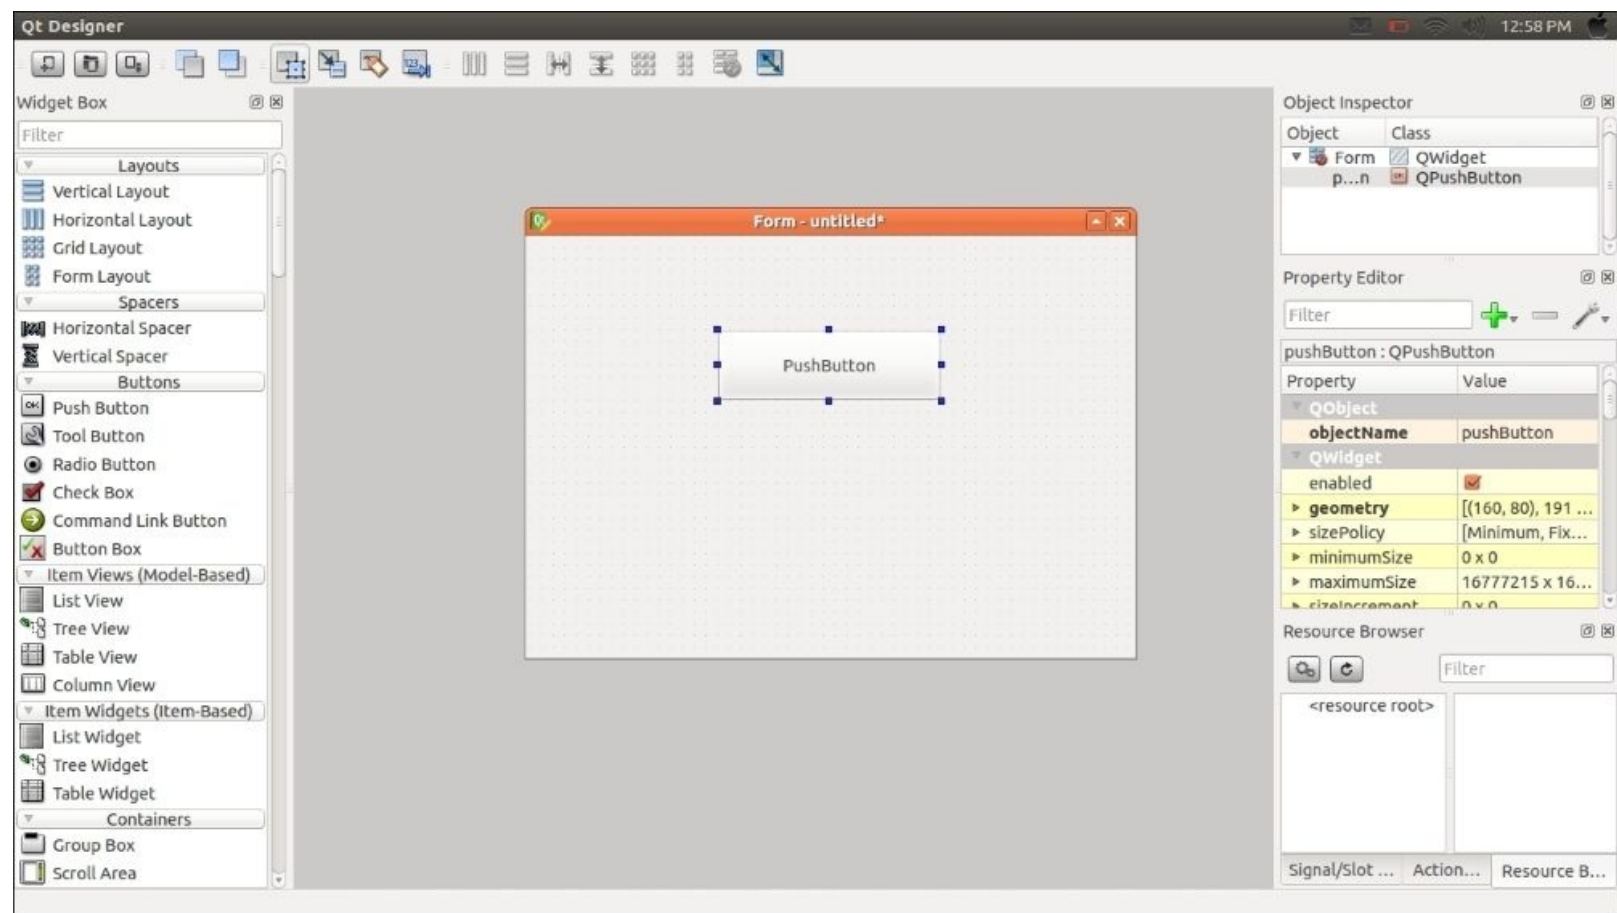 Qt Designer
12:58 PM
Widget Box
Filter
Layouts
Vertical Layout
Horizontal Layout
Grid Layout
Form Layout
Spacers
Horizontal Spacer
Vertical Spacer
Buttons
Push Button
Tool Button
Radio Button
Check Box
Command Link Button
Button Box
Item Views (Model-Based)
List View
Tree View
Table View
Column View
Item Widgets (Item-Based)
List Widget
Tree Widget
Table Widget
Containers
Group Box
Scroll Area
Form - untitled*
PushButton
Object Inspector
Object Class
Form QWidget
p...n QPushButton
Property Editor
Filter
pushButton : QPushButton
Property Value
QObject
objectName pushButton
QWidget
enabled
geometry [(160, 80), 191 ...
sizePolicy [Minimum, Fix...
minimumSize 0 x 0
maximumSize 16777215 x 16...
sizeIncrement 0 x 0
Resource Browser
Filter
<resource root>
Signal/Slot ... Action... Resource B...